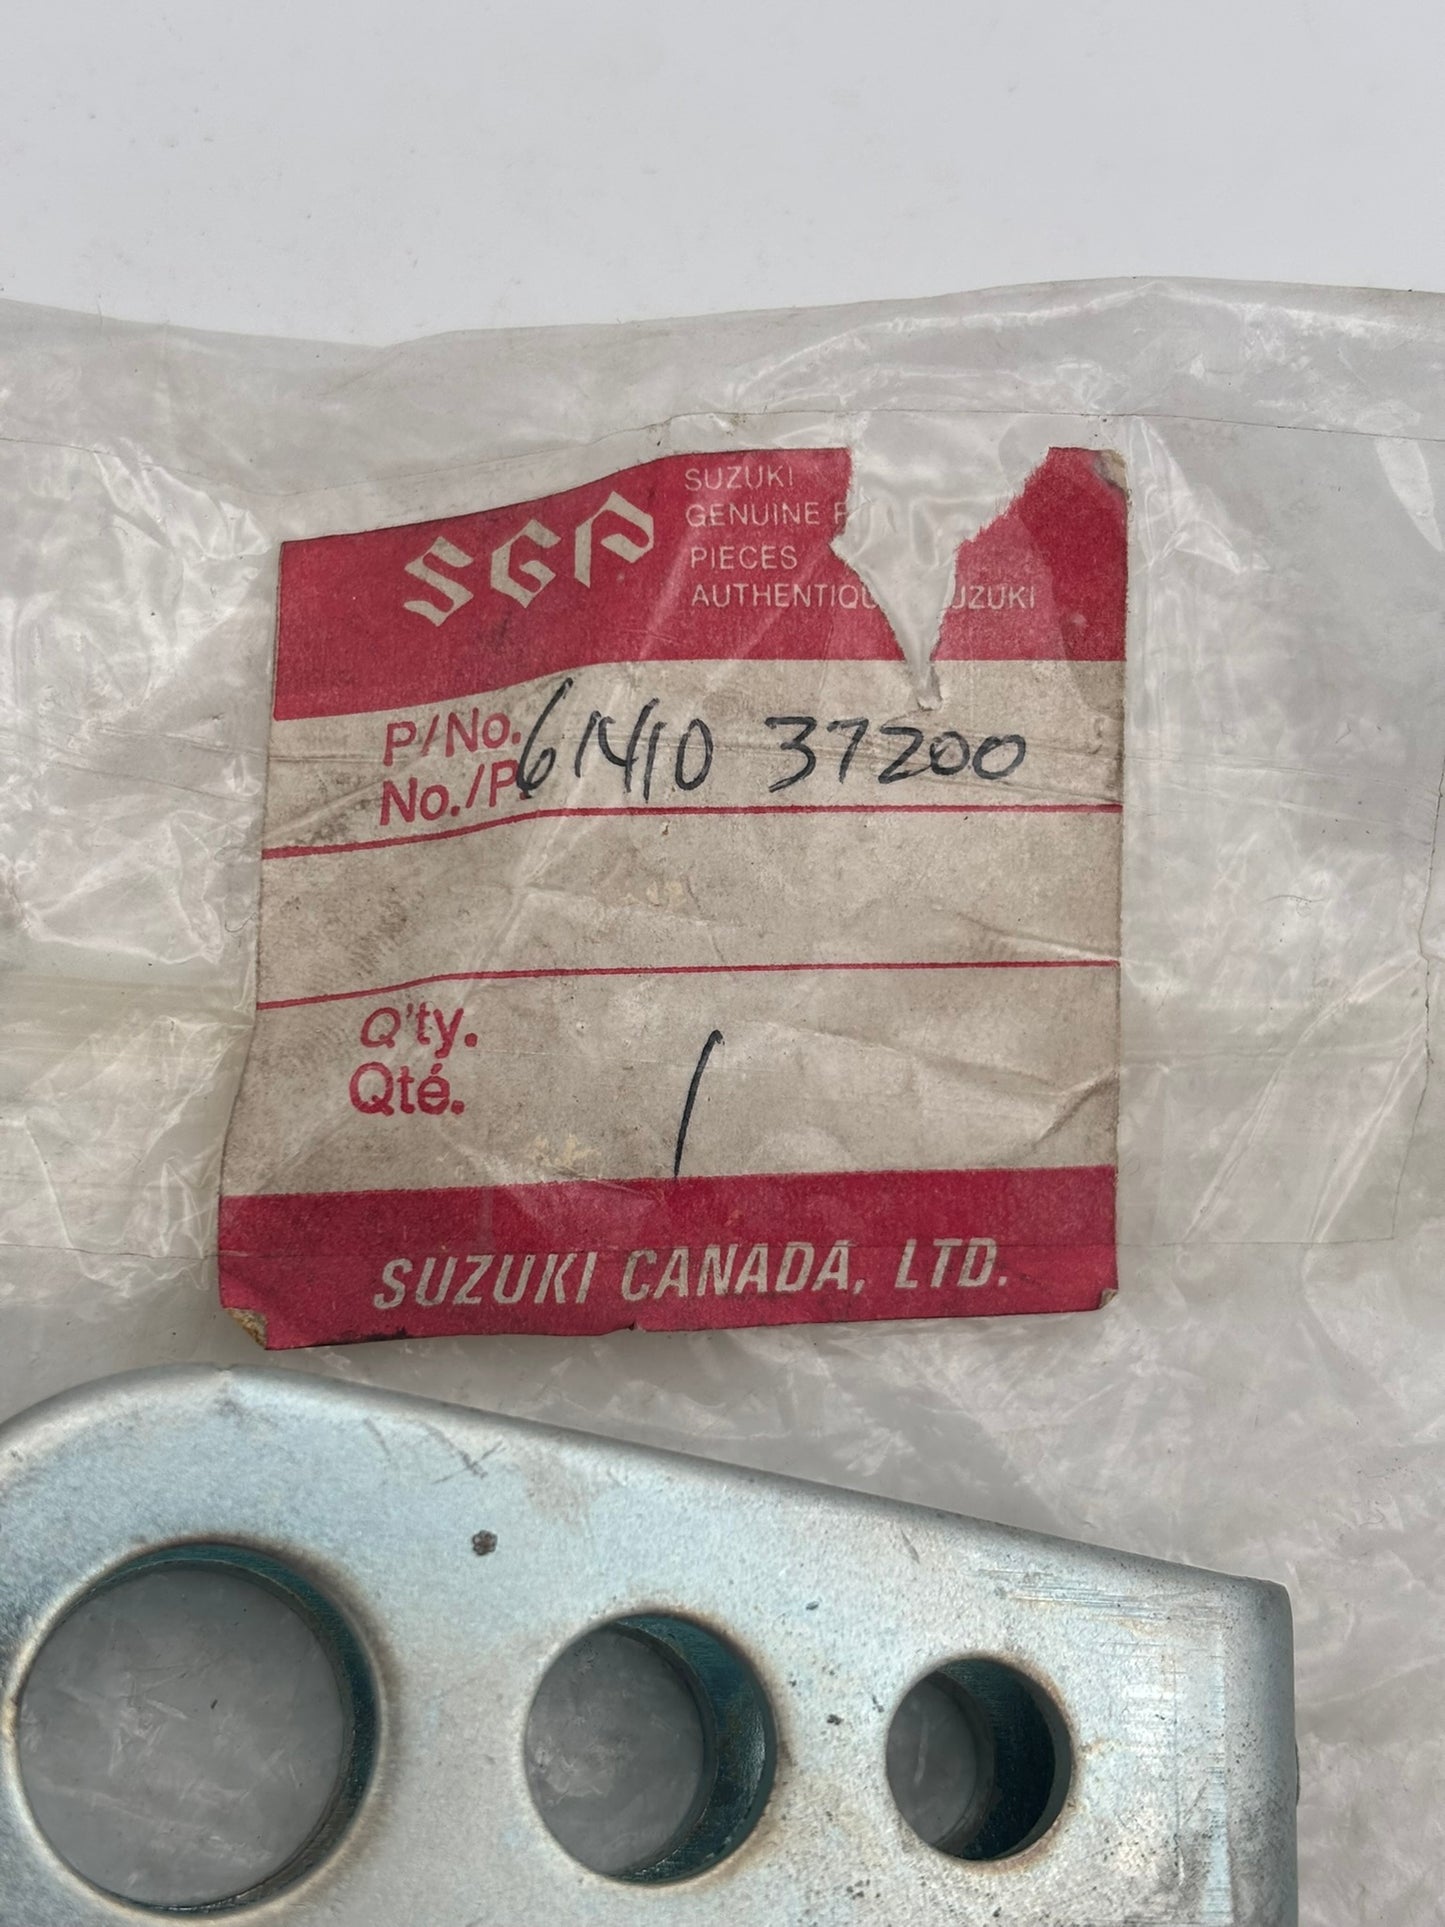 SGP
SUZUKI
GENUINE P
PIECES
AUTHENTIQU UZUKI
P/No. 61410 37200
No./P.
Q'ty.
Qté. 1
SUZUKI CANADA, LTD.